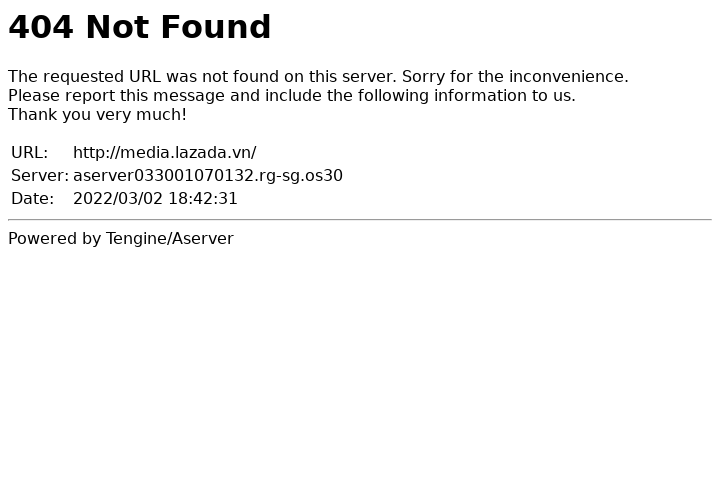 404 Not Found
The requested URL was not found on this server. Sorry for the inconvenience.
Please report this message and include the following information to us.
Thank you very much!
URL: http://media.lazada.vn/
Server: aserver033001070132.rg-sg.os30
Date: 2022/03/02 18:42:31
Powered by Tengine/Aserver